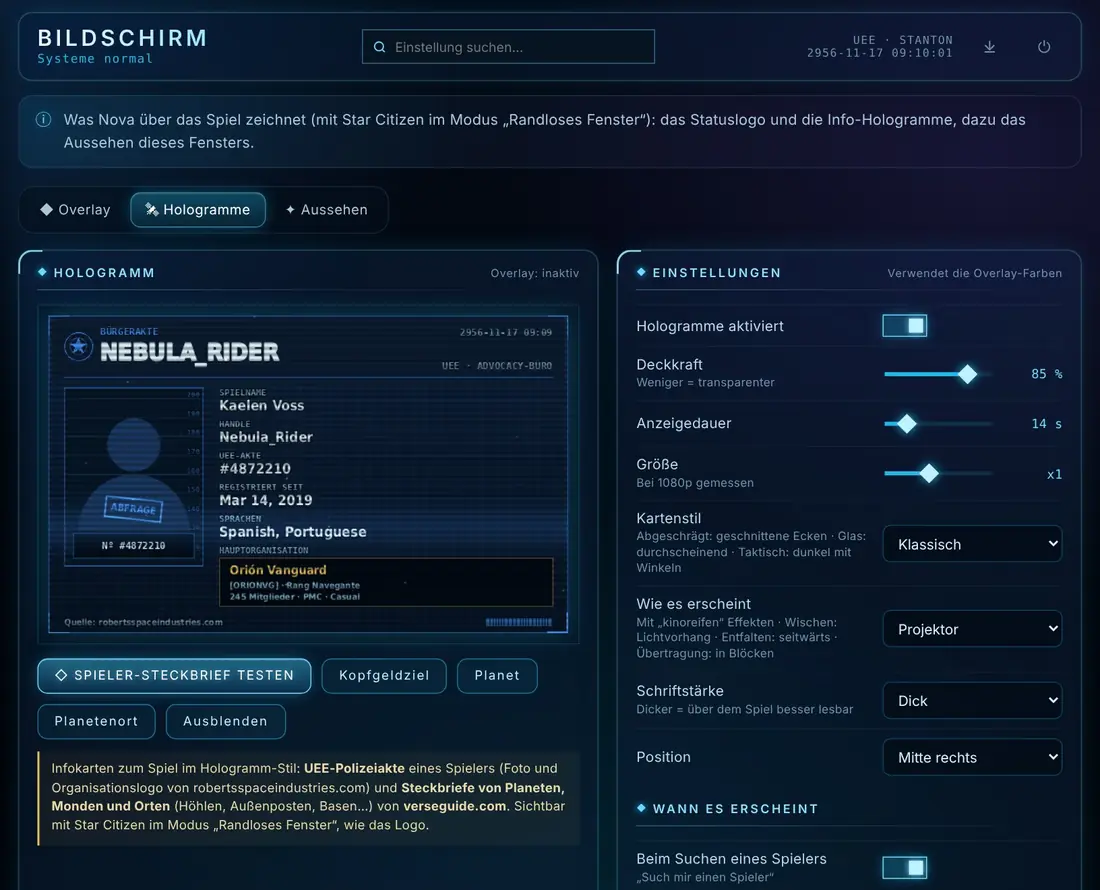 BILDSCHIRM
Systeme normal
Einstellung suchen...
UEE · STANTON
2956-11-17 09:10:01
Was Nova über das Spiel zeichnet (mit Star Citizen im Modus „Randloses Fenster“): das Statuslogo und die Info-Hologramme, dazu das
Aussehen dieses Fensters.
Overlay
Hologramme
Aussehen
HOLOGRAMM
Overlay: inaktiv
BÜRGERAKTE
NEBULA_RIDER
2956-11-17 09:09
UEE · ADVOCACY-BÜRO
ABFRAGE
Nº #4872210
SPIELNAME
Kaelen Voss
HANDLE
Nebula_Rider
UEE-AKTE
#4872210
REGISTRIERT SEIT
Mar 14, 2019
SPRACHEN
Spanish, Portuguese
HAUPTORGANISATION
Orión Vanguard
[ORIONVG] · Rang Navegante
245 Mitglieder · PMC · Casual
Quelle: robertsspaceindustries.com
SPIELER-STECKBRIEF TESTEN
Kopfgeldziel
Planet
Planetenort
Ausblenden
Infokarten zum Spiel im Hologramm-Stil: UEE-Polizeiakte eines Spielers (Foto und
Organisationslogo von robertsspaceindustries.com) und Steckbriefe von Planeten,
Monden und Orten (Höhlen, Außenposten, Basen...) von verseguide.com. Sichtbar
mit Star Citizen im Modus „Randloses Fenster“, wie das Logo.
EINSTELLUNGEN
Verwendet die Overlay-Farben
Hologramme aktiviert
Deckkraft
Weniger = transparenter
85 %
Anzeigedauer
14 s
Größe
Bei 1080p gemessen
x1
Kartenstil
Abgeschrägt: geschnittene Ecken · Glas:
durchscheinend · Taktisch: dunkel mit
Winkeln
Klassisch
Wie es erscheint
Mit „kinoreifen“ Effekten · Wischen:
Lichtvorhang · Entfalten: seitwärts ·
Übertragung: in Blöcken
Projektor
Schriftstärke
Dicker = über dem Spiel besser lesbar
Dick
Position
Mitte rechts
WANN ES ERSCHEINT
Beim Suchen eines Spielers
„Such mir einen Spieler“